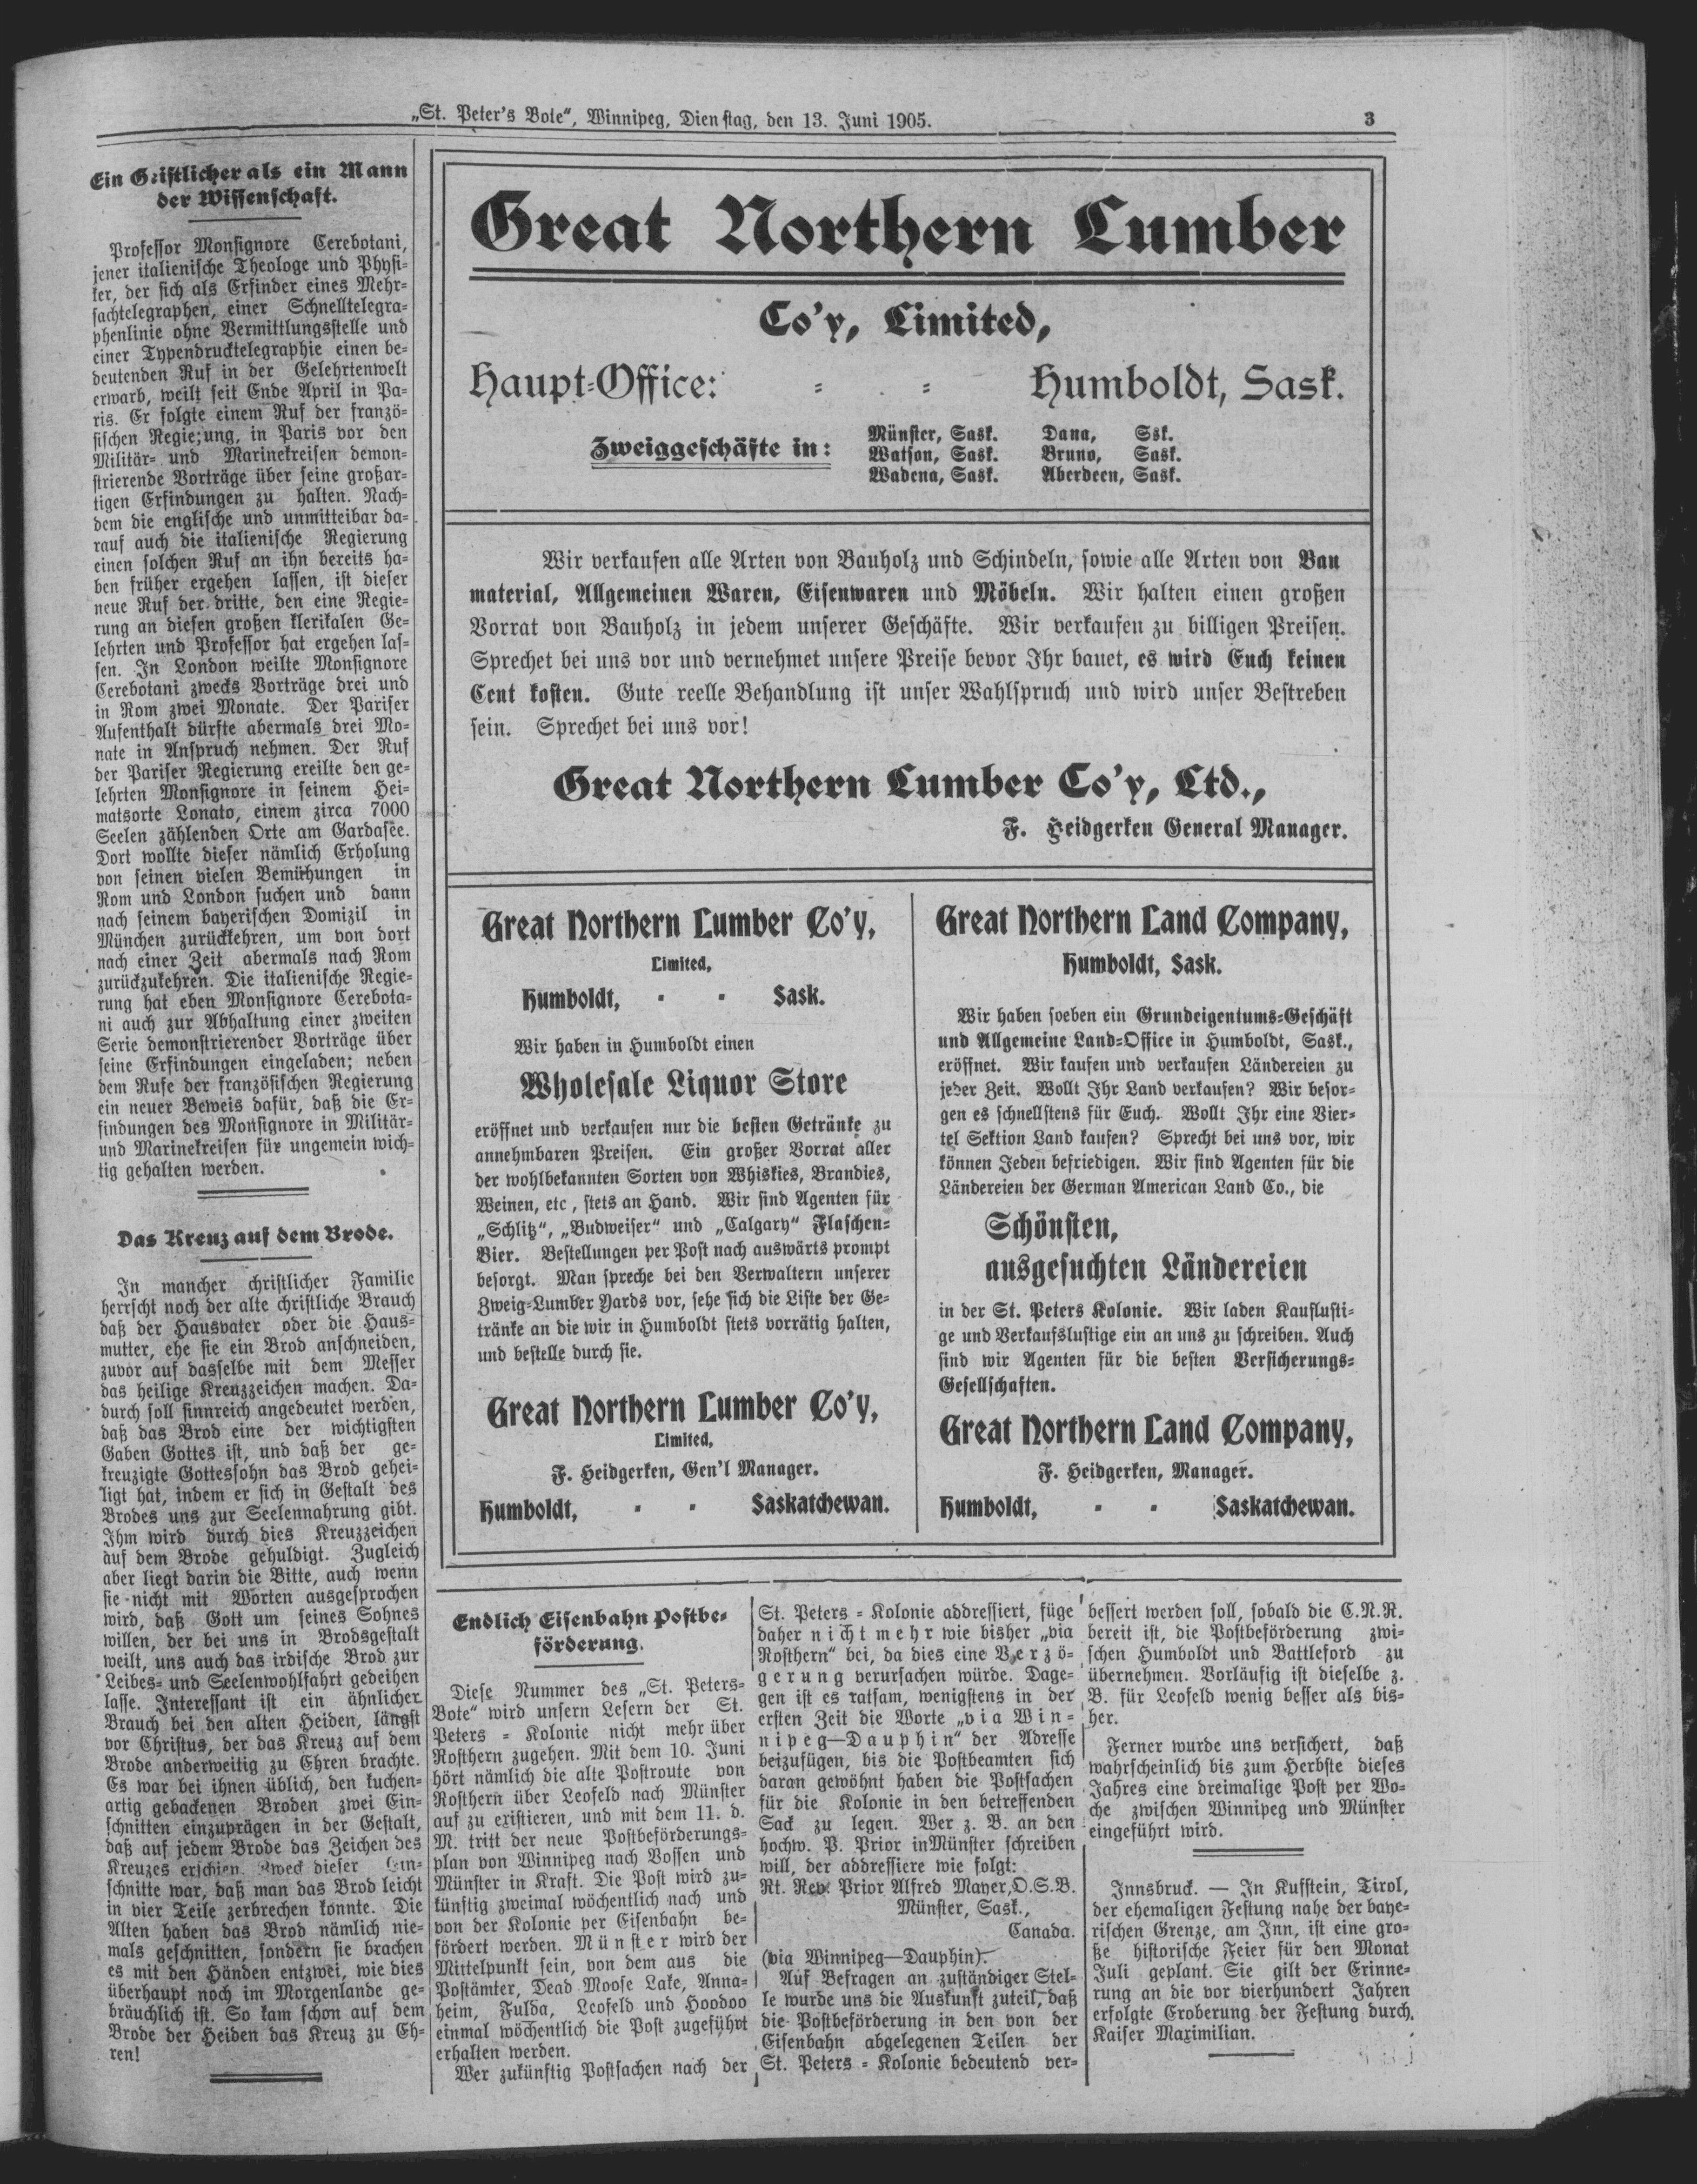 „St. Peter's Bote“, Winnipeg, Dienstag, den 13. Juni 1905.
3
Ein Geistlicher als ein Mann
der Wissenschaft.
Professor Monsignore Cerebotani,
jener italienische Theologe und Physi-
ker, der sich als Erfinder eines Mehr-
fachtelegraphen, einer Schnelltelegra-
phenlinie ohne Vermittlungsstelle und
einer Typendrucktelegraphie einen be-
deutenden Ruf in der Gelehrtenwelt
erwarb, weilt seit Ende April in Pa-
ris. Er folgte einem Ruf der franzö-
sischen Regie;ung, in Paris vor den
Militär- und Marinekreisen demon-
strierende Vorträge über seine großar-
tigen Erfindungen zu halten. Nach-
dem die englische und unmitteibar da-
rauf auch die italienische Regierung
einen solchen Ruf an ihn bereits ha-
ben früher ergehen lassen, ist dieser
neue Ruf der dritte, den eine Regie-
rung an diesen großen klerikalen Ge-
lehrten und Professor hat ergehen las-
sen. In London weilte Monsignore
Cerebotani zwecks Vorträge drei und
in Rom zwei Monate. Der Pariser
Aufenthalt dürfte abermals drei Mo-
nate in Anspruch nehmen. Der Ruf
der Pariser Regierung ereilte den ge-
lehrten Monsignore in seinem Hei-
matsorte Lonato, einem zirca 7000
Seelen zählenden Orte am Gardasee.
Dort wollte dieser nämlich Erholung
von seinen vielen Bemühungen in
Rom und London suchen und dann
nach seinem bayerischen Domizil in
München zurückkehren, um von dort
nach einer Zeit abermals nach Rom
zurückzukehren. Die italienische Regie-
rung hat eben Monsignore Cerebota-
ni auch zur Abhaltung einer zweiten
Serie demonstrierender Vorträge über
seine Erfindungen eingeladen; neben
dem Rufe der französischen Regierung
ein neuer Beweis dafür, daß die Er-
findungen des Monsignore in Militär-
und Marinekreisen für ungemein wich-
tig gehalten werden.
Das Kreuz auf dem Brode.
In mancher christlicher Familie
herrscht noch der alte christliche Brauch
daß der Hausvater oder die Haus-
mutter, ehe sie ein Brod anschneiden,
zuvor auf dasselbe mit dem Messer
das heilige Kreuzzeichen machen. Da-
durch soll sinnreich angedeutet werden,
daß das Brod eine der wichtigsten
Gaben Gottes ist, und daß der ge-
kreuzigte Gottessohn das Brod gehei-
ligt hat, indem er sich in Gestalt des
Brodes uns zur Seelennahrung gibt.
Ihm wird durch dies Kreuzzeichen
auf dem Brode gehuldigt. Zugleich
aber liegt darin die Bitte, auch wenn
sie nicht mit Worten ausgesprochen
wird, daß Gott um seines Sohnes
willen, der bei uns in Brodsgestalt
weilt, uns auch das irdische Brod zur
Leibes- und Seelenwohlfahrt gedeihen
lasse. Interessant ist ein ähnlicher
Brauch bei den alten Heiden, längst
vor Christus, der das Kreuz auf dem
Brode anderweitig zu Ehren brachte.
Es war bei ihnen üblich, den kuchen-
artig gebackenen Broden zwei Ein-
schnitten einzuprägen in der Gestalt,
daß auf jedem Brode das Zeichen des
Kreuzes erschien. Zweck dieser Ein-
schnitte war, daß man das Brod leicht
in vier Teile zerbrechen konnte. Die
Alten haben das Brod nämlich nie-
mals geschnitten, sondern sie brachen
es mit den Händen entzwei, wie dies
überhaupt noch im Morgenlande ge-
bräuchlich ist. So kam schon auf dem
Brode der Heiden das Kreuz zu Eh-
ren!
Great Northern Lumber
Co'y, Limited,
Haupt-Office: - - Humboldt, Sask.
Zweiggeschäfte in:
Münster, Sask. Dana, Ssk.
Watson, Sask. Bruno, Sask.
Wadena, Sask. Aberdeen, Sask.
Wir verkaufen alle Arten von Bauholz und Schindeln, sowie alle Arten von Bau
material, Allgemeinen Waren, Eisenwaren und Möbeln. Wir halten einen großen
Vorrat von Bauholz in jedem unserer Geschäfte. Wir verkaufen zu billigen Preisen.
Sprechet bei uns vor und vernehmet unsere Preise bevor Ihr bauet, es wird Euch keinen
Cent kosten. Gute reelle Behandlung ist unser Wahlspruch und wird unser Bestreben
sein. Sprechet bei uns vor!
Great Northern Lumber Co'y, Ltd.,
F. Heidgerken General Manager.
Great Northern Lumber Co'y,
Limited,
Humboldt, - - Sask.
Wir haben in Humboldt einen
Wholesale Liquor Store
eröffnet und verkaufen nur die besten Getränke zu
annehmbaren Preisen. Ein großer Vorrat aller
der wohlbekannten Sorten von Whiskies, Brandies,
Weinen, etc , stets an Hand. Wir sind Agenten für
„Schlitz“, „Budweiser“ und „Calgary“ Flaschen-
Bier. Bestellungen per Post nach auswärts prompt
besorgt. Man spreche bei den Verwaltern unserer
Zweig-Lumber Yards vor, sehe sich die Liste der Ge-
tränke an die wir in Humboldt stets vorrätig halten,
und bestelle durch sie.
Great Northern Lumber Co'y,
Limited,
F. Heidgerken, Gen'l Manager.
Humboldt, - - Saskatchewan.
Great Northern Land Company,
Humboldt, Sask.
Wir haben soeben ein Grundeigentums-Geschäft
und Allgemeine Land-Office in Humboldt, Sask.,
eröffnet. Wir kaufen und verkaufen Ländereien zu
jeder Zeit. Wollt Ihr Land verkaufen? Wir besor-
gen es schnellstens für Euch. Wollt Ihr eine Vier-
tel Sektion Land kaufen? Sprecht bei uns vor, wir
können Jeden befriedigen. Wir sind Agenten für die
Ländereien der German American Land Co., die
Schönsten,
ausgesuchten Ländereien
in der St. Peters Kolonie. Wir laden Kauflusti-
ge und Verkaufslustige ein an uns zu schreiben. Auch
sind wir Agenten für die besten Versicherungs-
Gesellschaften.
Great Northern Land Company,
F. Heidgerken, Manager.
Humboldt, - - Saskatchewan.
Endlich Eisenbahn Postbe-
förderung.
Diese Nummer des „St. Peters-
Bote“ wird unsern Lesern der St.
Peters - Kolonie nicht mehr über
Rosthern zugehen. Mit dem 10. Juni
hört nämlich die alte Postroute von
Rosthern über Leofeld nach Münster
auf zu existieren, und mit dem 11. d.
M. tritt der neue Postbeförderungs-
plan von Winnipeg nach Vossen und
Münster in Kraft. Die Post wird zu-
künftig zweimal wöchentlich nach und
von der Kolonie per Eisenbahn be-
fördert werden. Münster wird der
Mittelpunkt sein, von dem aus die
Postämter, Dead Moose Lake, Anna-
heim, Fulda, Leofeld und Hoodoo
einmal wöchentlich die Post zugeführt
erhalten werden.
Wer zukünftig Postsachen nach der
St. Peters - Kolonie addressiert, füge
daher nicht mehr wie bisher „via
Rosthern“ bei, da dies eine Verzö-
gerung verursachen würde. Dage-
gen ist es ratsam, wenigstens in der
ersten Zeit die Worte „via Win-
nipeg—Dauphin“ der Adresse
beizufügen, bis die Postbeamten sich
daran gewöhnt haben die Postsachen
für die Kolonie in den betreffenden
Sack zu legen. Wer z. B. an den
hochw. P. Prior in Münster schreiben
will, der addressiere wie folgt:
Rt. Rev. Prior Alfred Mayer, O.S.B.
Münster, Sask.,
Canada.
(via Winnipeg—Dauphin).
Auf Befragen an zuständiger Stel-
le wurde uns die Auskunft zuteil, daß
die Postbeförderung in den von der
Eisenbahn abgelegenen Teilen der
St. Peters - Kolonie bedeutend ver-
bessert werden soll, sobald die C.N.R.
bereit ist, die Postbeförderung zwi-
schen Humboldt und Battleford zu
übernehmen. Vorläufig ist dieselbe z.
B. für Leofeld wenig besser als bis-
her.
Ferner wurde uns versichert, daß
wahrscheinlich bis zum Herbste dieses
Jahres eine dreimalige Post per Wo-
che zwischen Winnipeg und Münster
eingeführt wird.
Innsbruck. — In Kufstein, Tirol,
der ehemaligen Festung nahe der baye-
rischen Grenze, am Inn, ist eine gro-
ße historische Feier für den Monat
Juli geplant. Sie gilt der Erinne-
rung an die vor vierhundert Jahren
erfolgte Eroberung der Festung durch
Kaiser Maximilian.